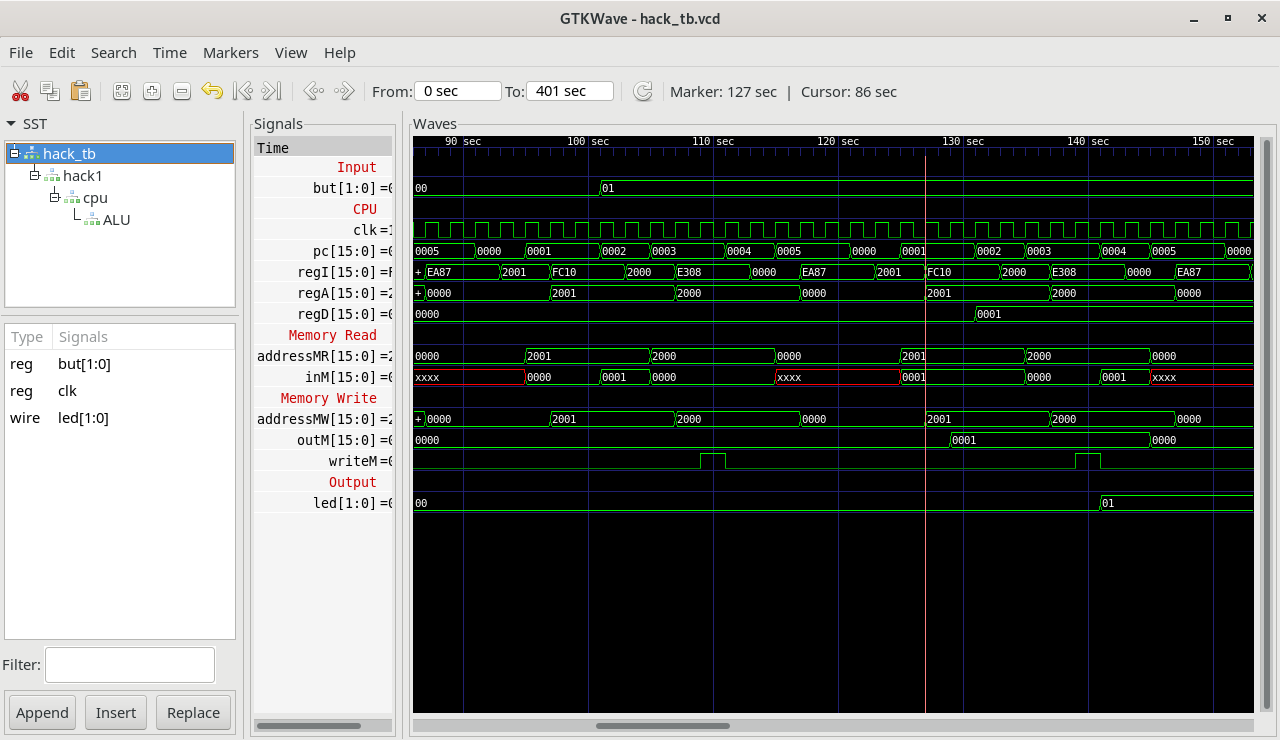 GTKWave - hack_tb.vcd
File Edit Search Time Markers View Help
From: 0 sec To: 401 sec Marker: 127 sec | Cursor: 86 sec
SST
hack_tb
hack1
cpu
ALU
Type Signals
reg but[1:0]
reg clk
wire led[1:0]
Filter:
Append Insert Replace
Signals
Time
Input
but[1:0] =0
CPU
clk =1
pc[15:0] =0
regI[15:0] =F
regA[15:0] =2
regD[15:0] =0
Memory Read
addressMR[15:0] =2
inM[15:0] =0
Memory Write
addressMW[15:0] =2
outM[15:0] =0
writeM =0
Output
led[1:0] =0
Waves
90 sec 100 sec 110 sec 120 sec 130 sec 140 sec 150 sec
00 01
0005 0000 0001 0002 0003 0004 0005 0000 0001 0002 0003 0004 0005 0000
+ EA87 2001 FC10 2000 E308 0000 EA87 2001 FC10 2000 E308 0000 EA87
+ 0000 2001 2000 0000 2001 2000 0000
0000 0001
0000 2001 2000 0000 2001 2000 0000
xxxx 0000 0001 0000 xxxx 0001 0000 0001 xxxx
+ 0000 2001 2000 0000 2001 2000 0000
0000 0001 0000
00 01